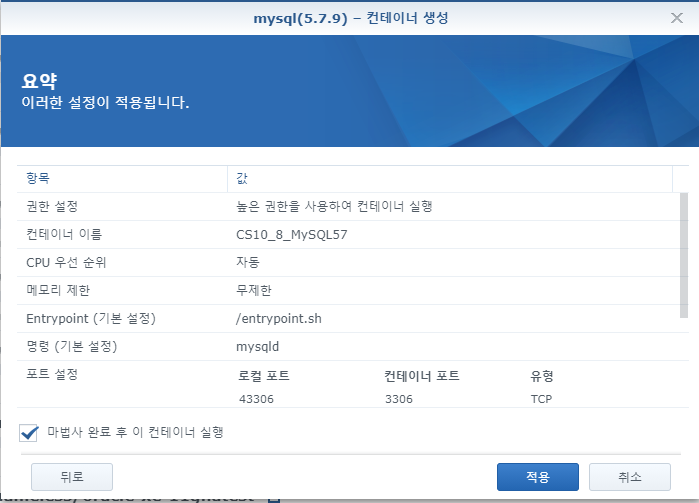 mysql(5.7.9) – 컨테이너 생성
요약
이러한 설정이 적용됩니다.
항목 값
권한 설정 높은 권한을 사용하여 컨테이너 실행
컨테이너 이름 CS10_8_MySQL57
CPU 우선 순위 자동
메모리 제한 무제한
Entrypoint (기본 설정) /entrypoint.sh
명령 (기본 설정) mysqld
포트 설정 로컬 포트 컨테이너 포트 유형
43306 3306 TCP
마법사 완료 후 이 컨테이너 실행
뒤로 적용 취소